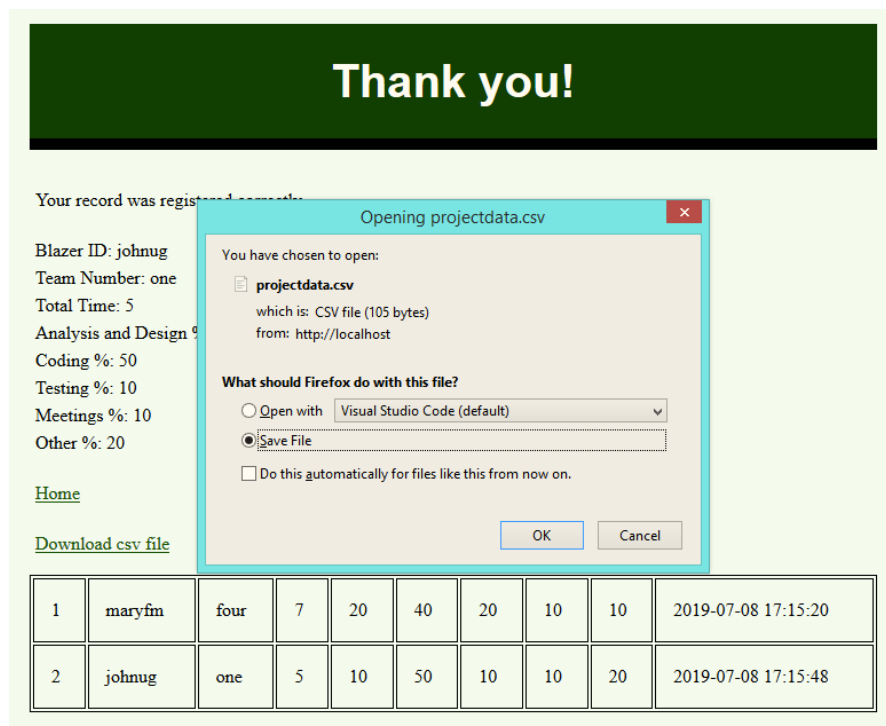 Thank you!
Your record was registered correctly
Opening projectdata.csv
Blazer ID: johnug
Team Number: one
Total Time: 5
Analysis and Design %
Coding %: 50
Testing %: 10
Meetings %: 10
Other %: 20
Home
Download csv file
You have chosen to open:
projectdata.csv
which is: CSV file (105 bytes)
from: http://localhost
What should Firefox do with this file?
Open with Visual Studio Code (default)
Save File
Do this automatically for files like this from now on.
OK Cancel
1 maryfm four 7 20 40 20 10 10 2019-07-08 17:15:20
2 johnug one 5 10 50 10 10 20 2019-07-08 17:15:48